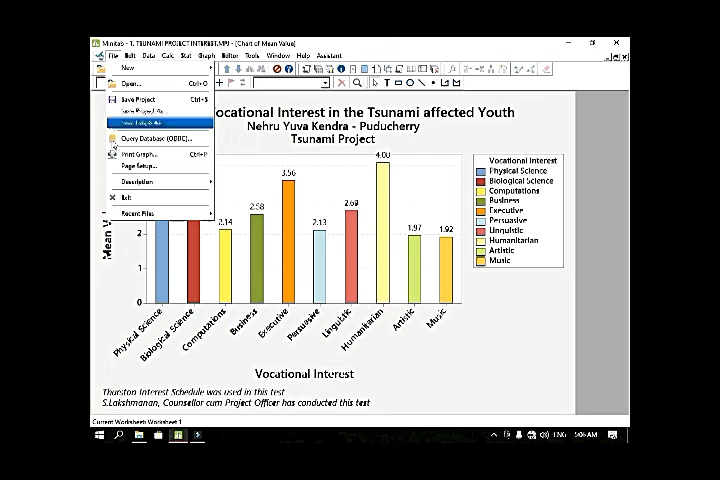 Minitab - 1. TSUNAMI PROJECT INTEREST.MPJ - [Chart of Mean Value]
File Edit Data Calc Stat Graph Editor Tools Window Help Assistant
New
Open... Ctrl+O
Save Project Ctrl+S
Query Database (ODBC)...
Print Graph... Ctrl+P
Page Setup...
Description
Exit
Recent Files
Vocational Interest in the Tsunami affected Youth
Nehru Yuva Kendra - Puducherry
Tsunami Project
Mean
2
1
0
2.14
2.58
3.56
2.13
2.69
4.00
1.97
1.92
Physical Science
Biological Science
Computations
Business
Executive
Persuasive
Linguistic
Humanitarian
Artistic
Music
Vocational Interest
Vocational Interest
Physical Science
Biological Science
Computations
Business
Executive
Persuasive
Linguistic
Humanitarian
Artistic
Music
Thurston Interest Schedule was used in this test
S.Lakshmanan, Counsellor cum Project Officer has conducted this test
Current Worksheet: Worksheet 1
ENG 5:06 AM